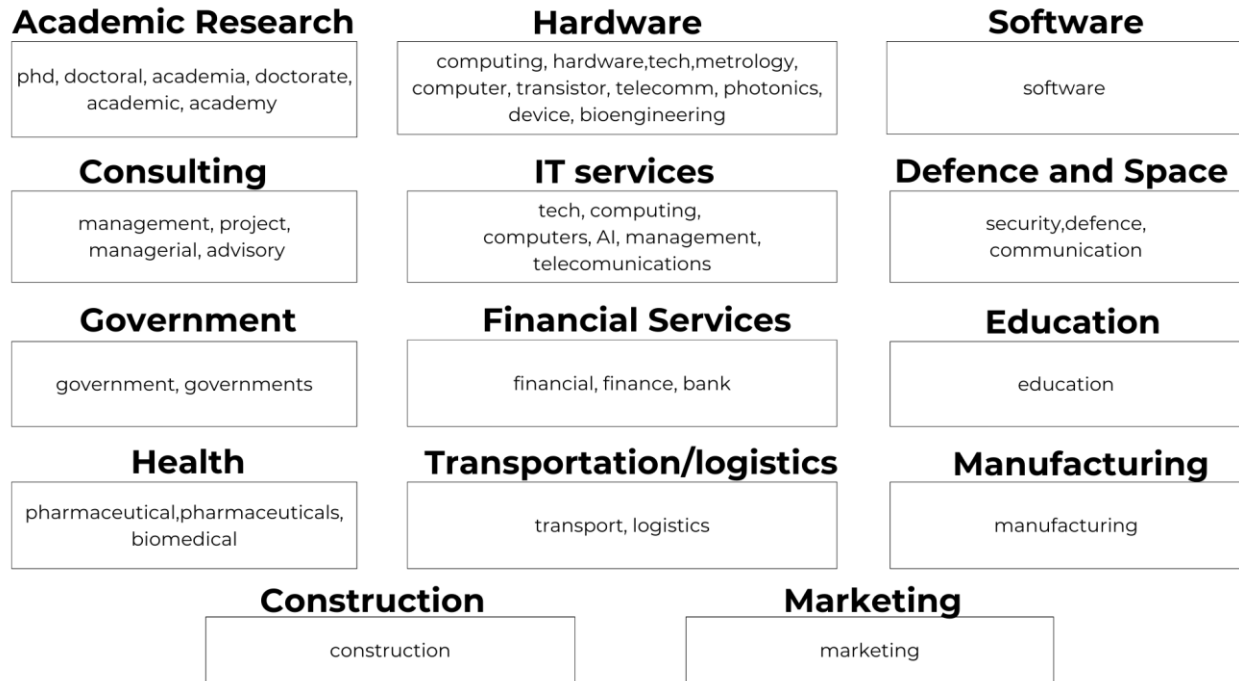 Academic Research
phd, doctoral, academia, doctorate,
academic, academy
Hardware
computing, hardware,tech,metrology,
computer, transistor, telecomm, photonics,
device, bioengineering
Software
software
Consulting
management, project,
managerial, advisory
IT services
tech, computing,
computers, AI, management,
telecomunications
Defence and Space
security,defence,
communication
Government
government, governments
Financial Services
financial, finance, bank
Education
education
Health
pharmaceutical,pharmaceuticals,
biomedical
Transportation/logistics
transport, logistics
Manufacturing
manufacturing
Construction
construction
Marketing
marketing